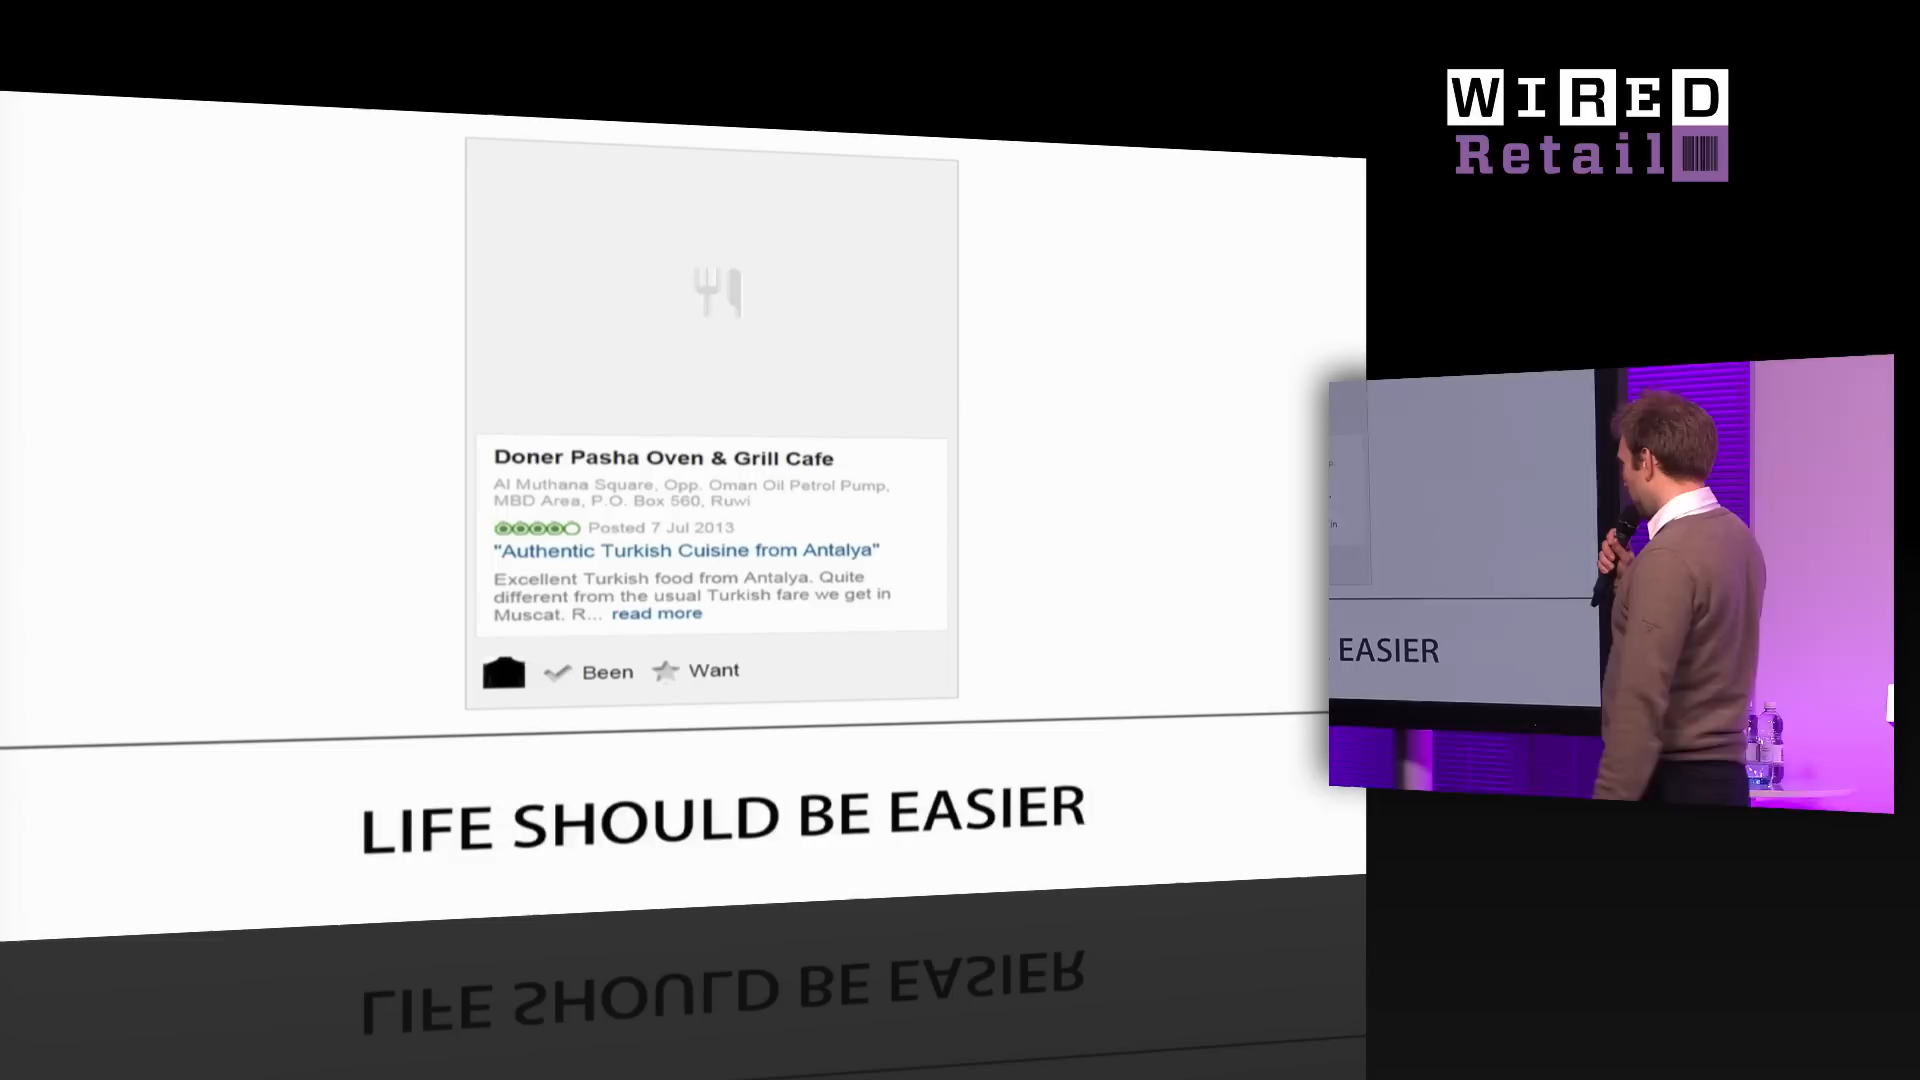 WIRED
Retail
Doner Pasha Oven & Grill Cafe
Al Muthana Square, Opp. Oman Oil Petrol Pump,
MBD Area, P.O. Box 560, Ruwi
Posted 7 Jul 2013
"Authentic Turkish Cuisine from Antalya"
Excellent Turkish food from Antalya. Quite
different from the usual Turkish fare we get in
Muscat. R... read more
Been Want
LIFE SHOULD BE EASIER
in
EASIER
LIFE SHOULD BE EASIER